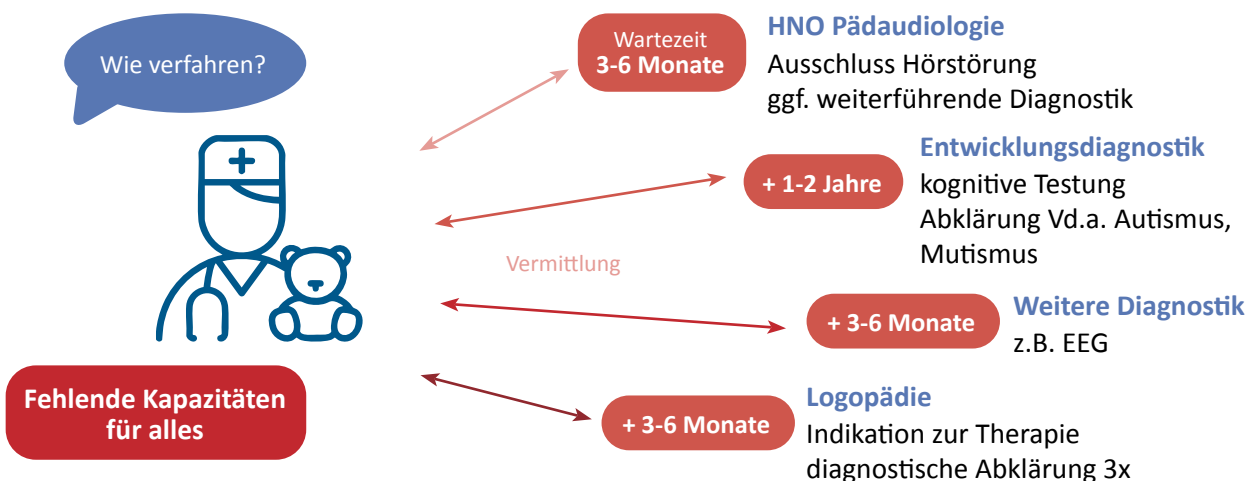 Wie verfahren?
Wartezeit
3-6 Monate
HNO Pädaudiologie
Ausschluss Hörstörung
ggf. weiterführende Diagnostik
+ 1-2 Jahre
Entwicklungsdiagnostik
kognitive Testung
Abklärung Vd.a. Autismus,
Mutismus
Vermittlung
+ 3-6 Monate
Weitere Diagnostik
z.B. EEG
Fehlende Kapazitäten
für alles
+ 3-6 Monate
Logopädie
Indikation zur Therapie
diagnostische Abklärung 3x